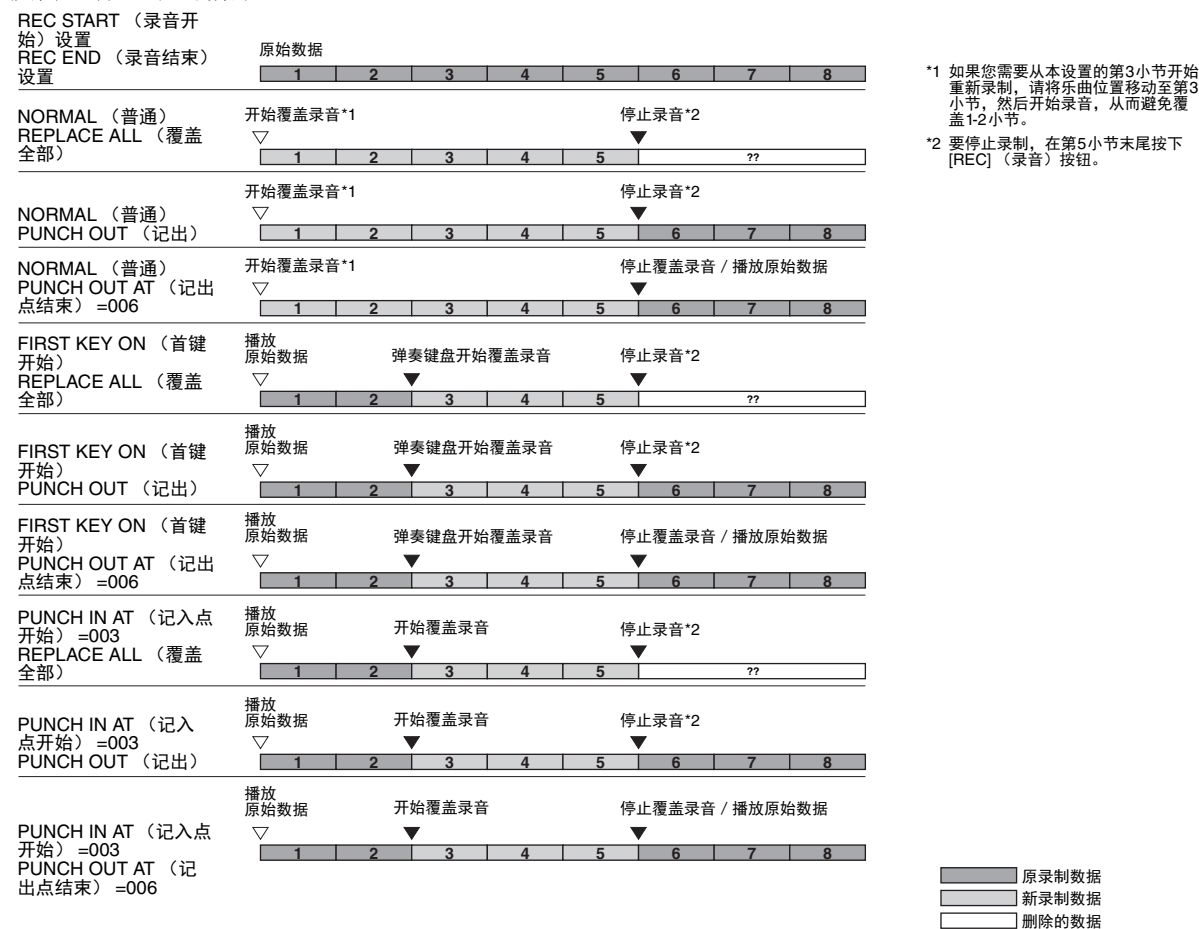 REC START （录音开
始）设置
REC END （录音结束）
设置
原始数据
1 2 3 4 5 6 7 8
NORMAL （普通）
REPLACE ALL （覆盖
全部）
开始覆盖录音*1
停止录音*2
1 2 3 4 5 ??
NORMAL （普通）
PUNCH OUT （记出）
开始覆盖录音*1
停止录音*2
1 2 3 4 5 6 7 8
NORMAL （普通）
PUNCH OUT AT （记出
点结束） =006
开始覆盖录音*1
停止覆盖录音 / 播放原始数据
1 2 3 4 5 6 7 8
FIRST KEY ON （首键
开始）
REPLACE ALL （覆盖
全部）
播放
原始数据
弹奏键盘开始覆盖录音
停止录音*2
1 2 3 4 5 ??
FIRST KEY ON （首键
开始）
PUNCH OUT （记出）
播放
原始数据
弹奏键盘开始覆盖录音
停止录音*2
1 2 3 4 5 6 7 8
FIRST KEY ON （首键
开始）
PUNCH OUT AT （记出
点结束） =006
播放
原始数据
弹奏键盘开始覆盖录音
停止覆盖录音 / 播放原始数据
1 2 3 4 5 6 7 8
PUNCH IN AT （记入点
开始） =003
REPLACE ALL （覆盖
全部）
播放
原始数据
开始覆盖录音
停止录音*2
1 2 3 4 5 ??
PUNCH IN AT （记入
点开始） =003
PUNCH OUT （记出）
播放
原始数据
开始覆盖录音
停止录音*2
1 2 3 4 5 6 7 8
PUNCH IN AT （记入点
开始） =003
PUNCH OUT AT （记
出点结束） =006
播放
原始数据
开始覆盖录音
停止覆盖录音 / 播放原始数据
1 2 3 4 5 6 7 8
*1 如果您需要从本设置的第3小节开始
重新录制，请将乐曲位置移动至第3
小节，然后开始录音，从而避免覆
盖1-2小节。
*2 要停止录制，在第5小节末尾按下
[REC] （录音）按钮。
原录制数据
新录制数据
删除的数据